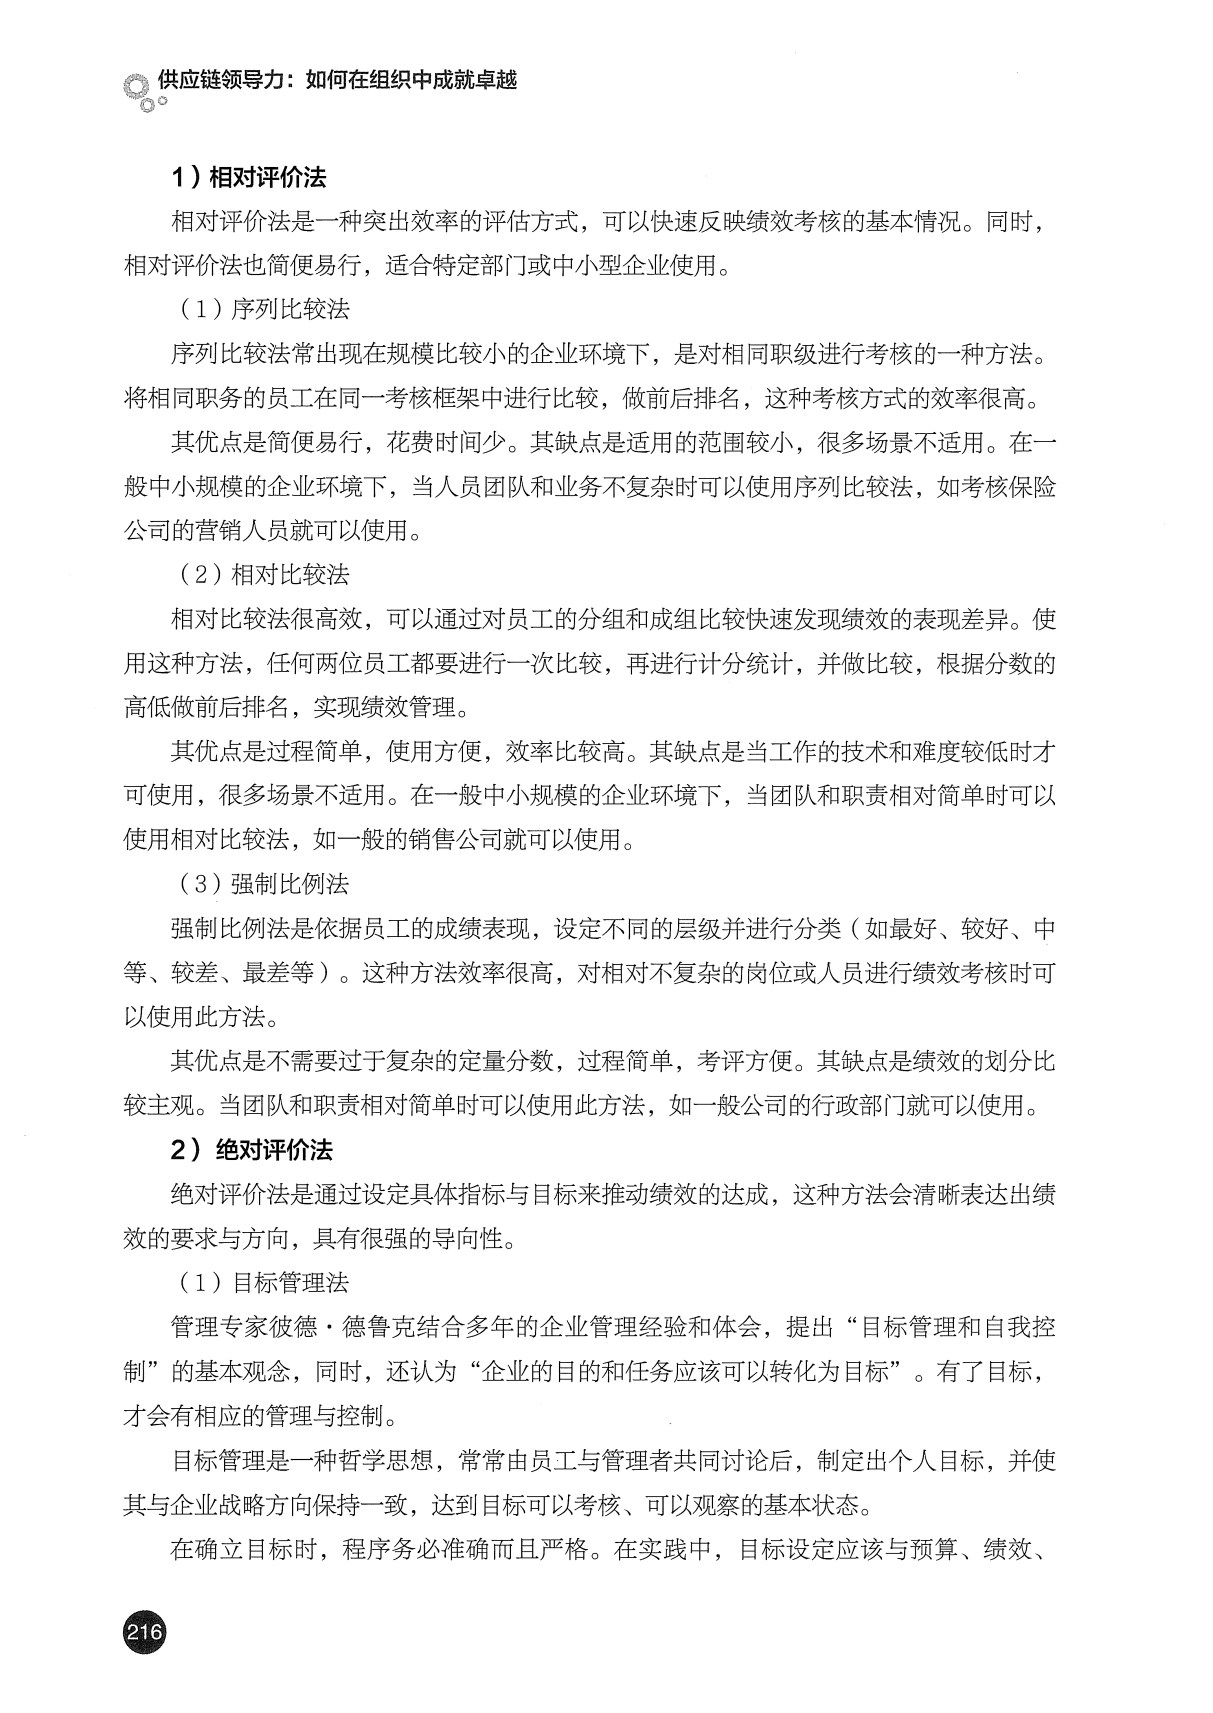 供应链领导力：如何在组织中成就卓越
1）相对评价法
相对评价法是一种突出效率的评估方式，可以快速反映绩效考核的基本情况。同时，
相对评价法也简便易行，适合特定部门或中小型企业使用。
（1）序列比较法
序列比较法常出现在规模比较小的企业环境下，是对相同职级进行考核的一种方法。
将相同职务的员工在同一考核框架中进行比较，做前后排名，这种考核方式的效率很高。
其优点是简便易行，花费时间少。其缺点是适用的范围较小，很多场景不适用。在一
般中小规模的企业环境下，当人员团队和业务不复杂时可以使用序列比较法，如考核保险
公司的营销人员就可以使用。
（2）相对比较法
相对比较法很高效，可以通过对员工的分组和成组比较快速发现绩效的表现差异。使
用这种方法，任何两位员工都要进行一次比较，再进行计分统计，并做比较，根据分数的
高低做前后排名，实现绩效管理。
其优点是过程简单，使用方便，效率比较高。其缺点是当工作的技术和难度较低时才
可使用，很多场景不适用。在一般中小规模的企业环境下，当团队和职责相对简单时可以
使用相对比较法，如一般的销售公司就可以使用。
（3）强制比例法
强制比例法是依据员工的成绩表现，设定不同的层级并进行分类（如最好、较好、中
等、较差、最差等）。这种方法效率很高，对相对不复杂的岗位或人员进行绩效考核时可
以使用此方法。
其优点是不需要过于复杂的定量分数，过程简单，考评方便。其缺点是绩效的划分比
较主观。当团队和职责相对简单时可以使用此方法，如一般公司的行政部门就可以使用。
2） 绝对评价法
绝对评价法是通过设定具体指标与目标来推动绩效的达成，这种方法会清晰表达出绩
效的要求与方向，具有很强的导向性。
（1）目标管理法
管理专家彼德·德鲁克结合多年的企业管理经验和体会，提出“目标管理和自我控
制”的基本观念，同时，还认为“企业的目的和任务应该可以转化为目标”。有了目标，
才会有相应的管理与控制。
目标管理是一种哲学思想，常常由员工与管理者共同讨论后，制定出个人目标，并使
其与企业战略方向保持一致，达到目标可以考核、可以观察的基本状态。
在确立目标时，程序务必准确而且严格。在实践中，目标设定应该与预算、绩效、
216